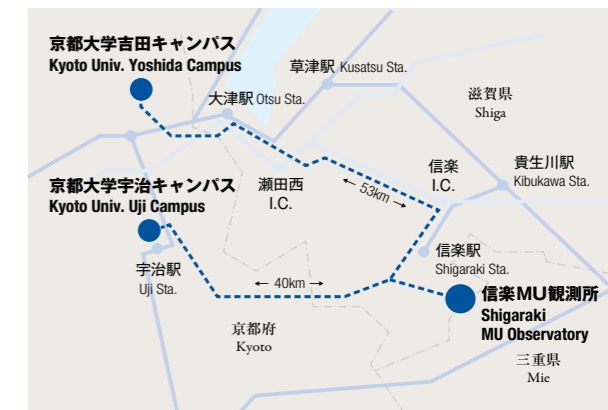 京都大学吉田キャンパス
Kyoto Univ. Yoshida Campus
草津駅 Kusatsu Sta.
大津駅 Otsu Sta.
滋賀県
Shiga
京都大学宇治キャンパス
Kyoto Univ. Uji Campus
瀬田西
I.C.
← 53km →
信楽
I.C.
貴生川駅
Kibukawa Sta.
宇治駅
Uji Sta.
信楽駅
Shigaraki Sta.
← 40km →
信楽MU観測所
Shigaraki
MU Observatory
京都府
Kyoto
三重県
Mie